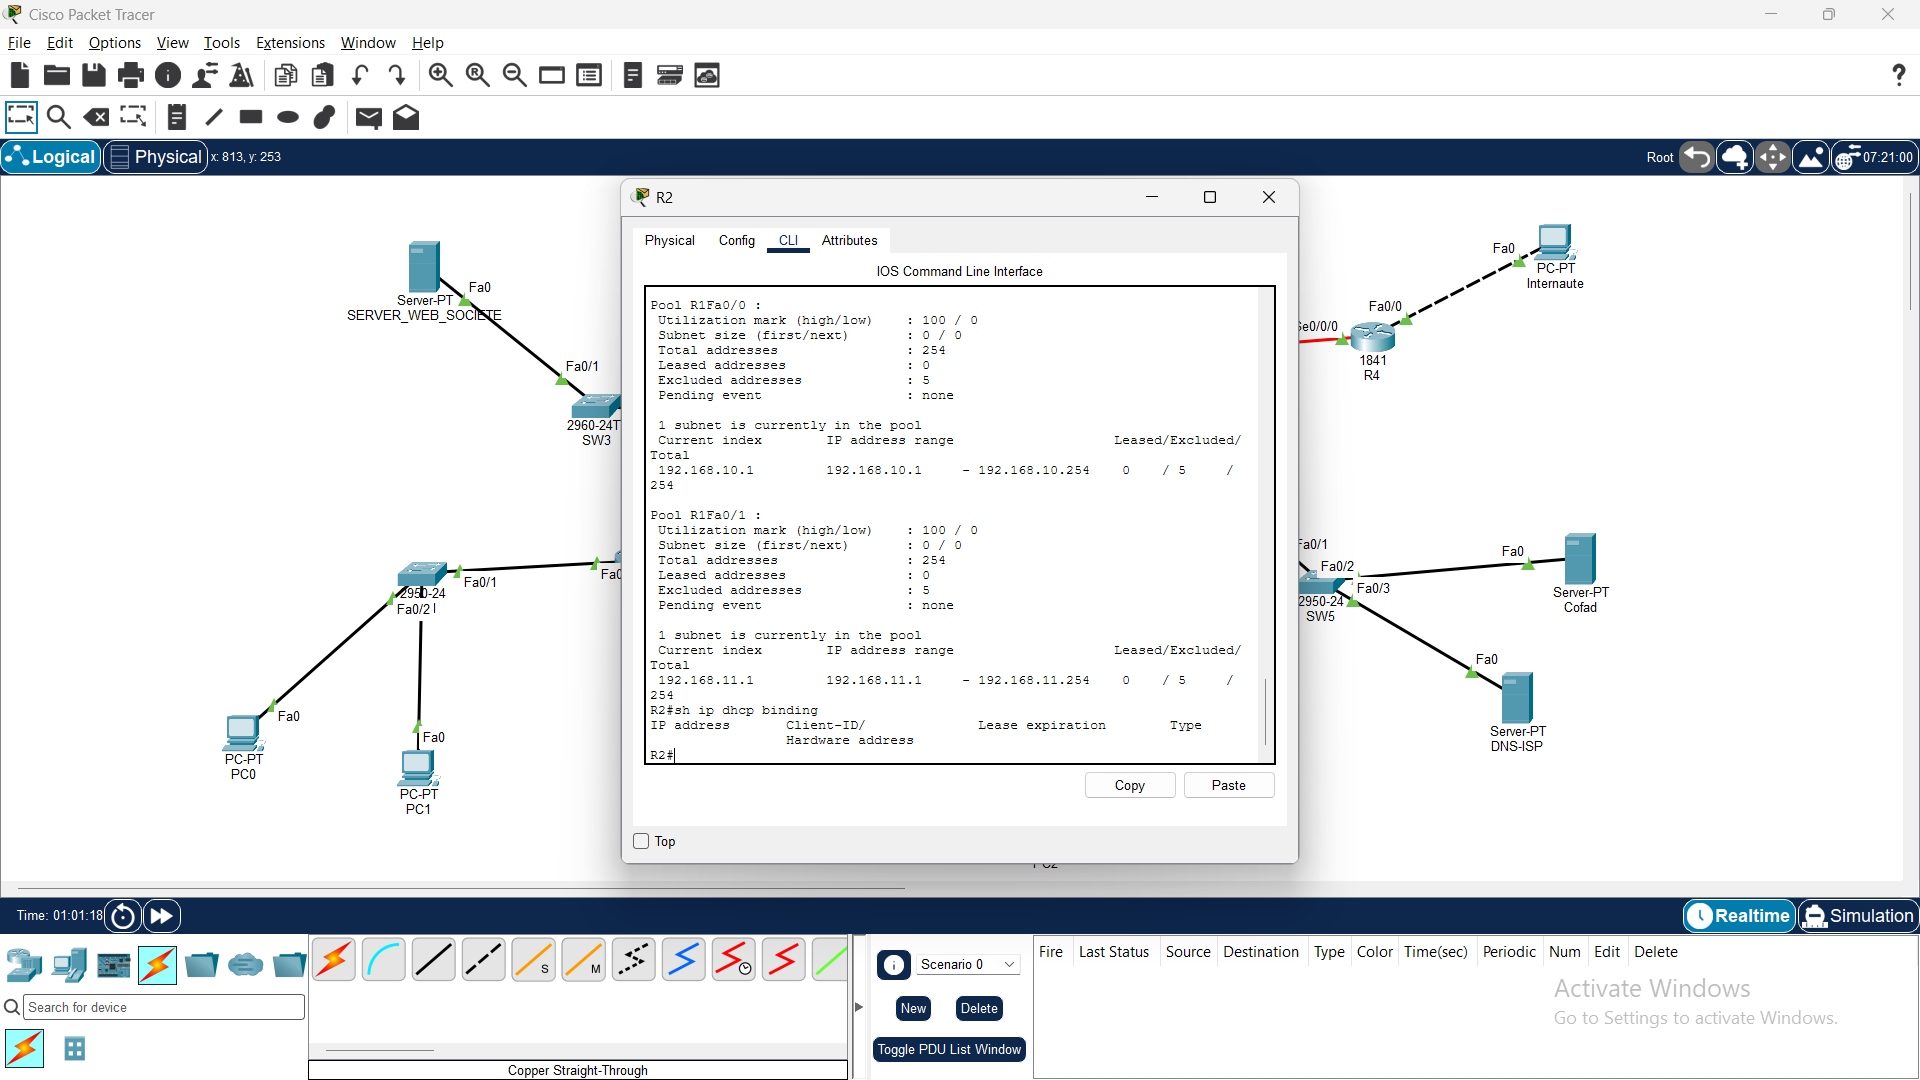 Cisco Packet Tracer
File Edit Options View Tools Extensions Window Help
Logical Physical x: 813, y: 253 Root 07:21:00
R2
Physical Config CLI Attributes
IOS Command Line Interface
Pool R1Fa0/0 :
Utilization mark (high/low) : 100 / 0
Subnet size (first/next) : 0 / 0
Total addresses : 254
Leased addresses : 0
Excluded addresses : 5
Pending event : none
1 subnet is currently in the pool
Current index IP address range Leased/Excluded/
Total
192.168.10.1 192.168.10.1 - 192.168.10.254 0 / 5 /
254
Pool R1Fa0/1 :
Utilization mark (high/low) : 100 / 0
Subnet size (first/next) : 0 / 0
Total addresses : 254
Leased addresses : 0
Excluded addresses : 5
Pending event : none
1 subnet is currently in the pool
Current index IP address range Leased/Excluded/
Total
192.168.11.1 192.168.11.1 - 192.168.11.254 0 / 5 /
254
R2#sh ip dhcp binding
IP address Client-ID/ Lease expiration Type
Hardware address
R2#
Copy Paste
Top
Fa0
Server-PT
SERVER_WEB_SOCIETE
Fa0/1
2960-24T
SW3
Fa0/1
2950-24
Fa0/2
Fa0
PC-PT
PC0
Fa0
PC-PT
PC1
Fa0
PC-PT
Internaute
Fa0/0
Se0/0/0
1841
R4
Fa0/1
Fa0/2
Fa0/3
2950-24
SW5
Fa0
Server-PT
Cofad
Fa0
Server-PT
DNS-ISP
Time: 01:01:18 Realtime Simulation
Search for device
S M
Copper Straight-Through
Scenario 0
New Delete
Toggle PDU List Window
Fire Last Status Source Destination Type Color Time(sec) Periodic Num Edit Delete
Activate Windows
Go to Settings to activate Windows.